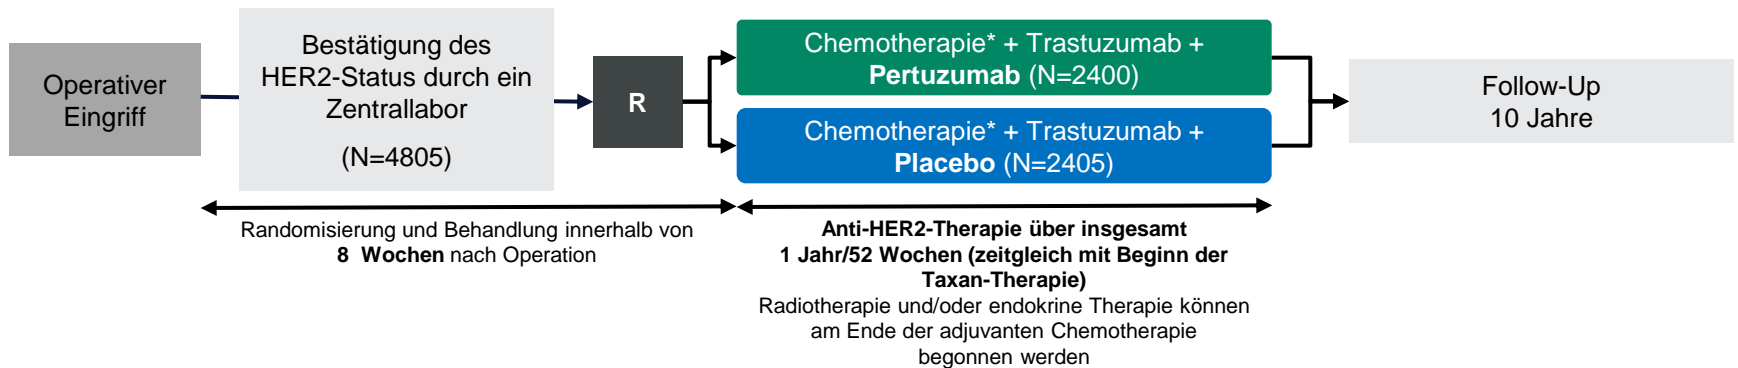 Operativer
Eingriff
Bestätigung des
HER2-Status durch ein
Zentrallabor
(N=4805)
R
Chemotherapie* + Trastuzumab +
Pertuzumab (N=2400)
Chemotherapie* + Trastuzumab +
Placebo (N=2405)
Follow-Up
10 Jahre
Randomisierung und Behandlung innerhalb von
8 Wochen nach Operation
Anti-HER2-Therapie über insgesamt
1 Jahr/52 Wochen (zeitgleich mit Beginn der
Taxan-Therapie)
Radiotherapie und/oder endokrine Therapie können
am Ende der adjuvanten Chemotherapie
begonnen werden